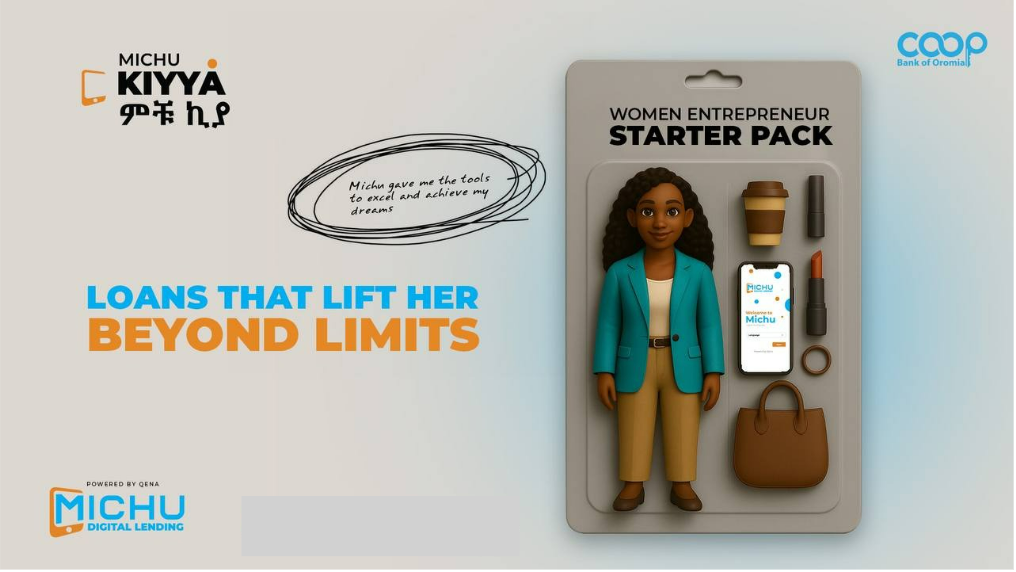 MICHU
KIYYA
ምቹ ኪያ
COOP
Bank of Oromia
WOMEN ENTREPRENEUR
STARTER PACK
Michu gave me the tools
to excel and achieve my
dreams
LOANS THAT LIFT HER
BEYOND LIMITS
MICHU
Welcome to
Michu
POWERED BY QENA
MICHU
DIGITAL LENDING